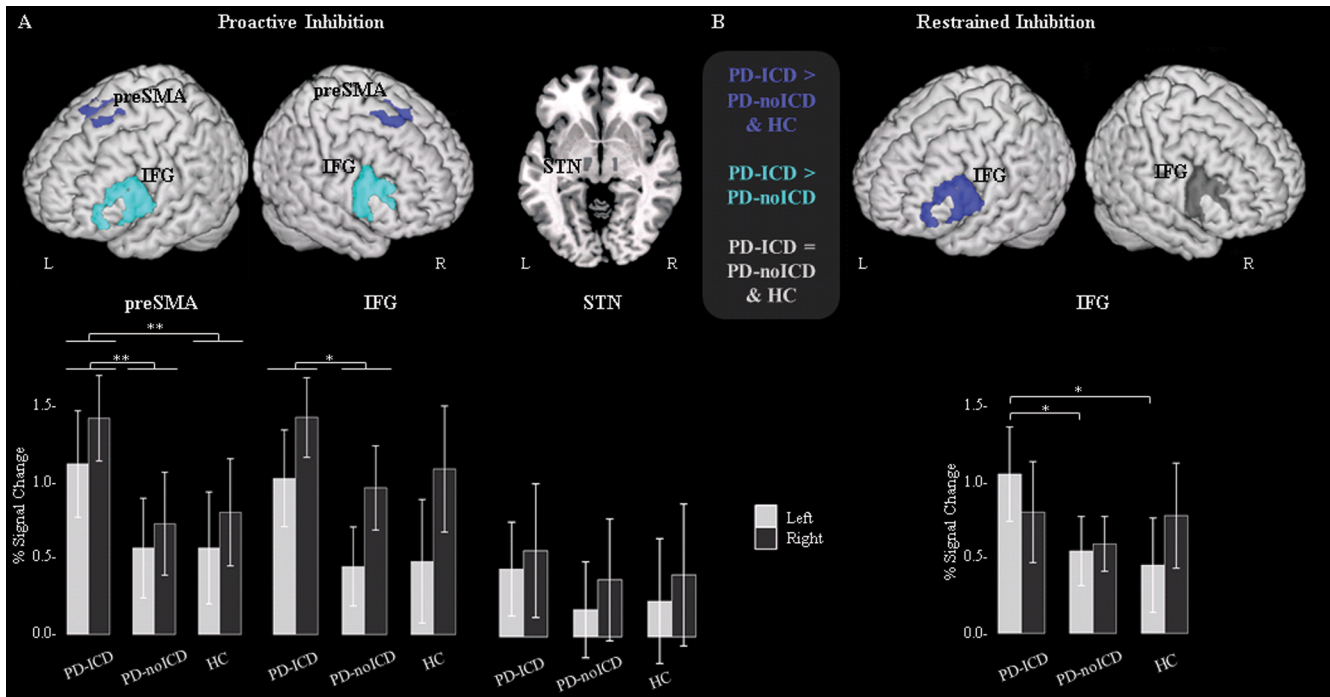 A
Proactive Inhibition
B
Restrained Inhibition
preSMA
IFG
L
preSMA
IFG
R
STN
L
R
PD-ICD >
PD-noICD
& HC
PD-ICD >
PD-noICD
PD-ICD =
PD-noICD
& HC
IFG
L
IFG
R
preSMA
IFG
STN
IFG
**
**
*
*
*
% Signal Change
1.5-
1.0-
0.5-
0.0-
PD-ICD
PD-noICD
HC
PD-ICD
PD-noICD
HC
PD-ICD
PD-noICD
HC
Left
Right
% Signal Change
1.5-
1.0-
0.5-
0.0-
PD-ICD
PD-noICD
HC